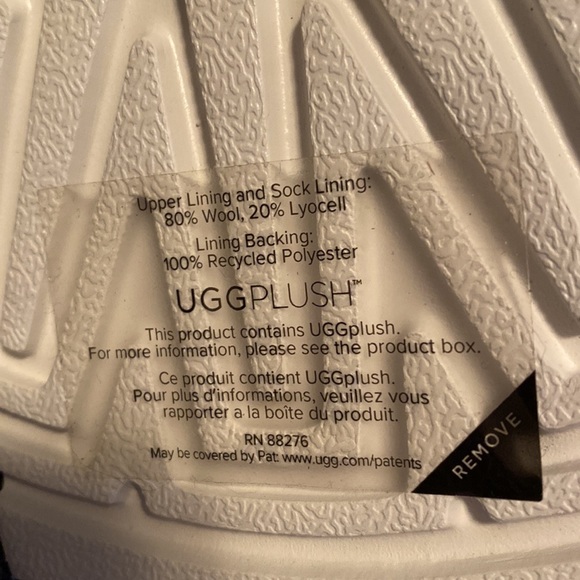 Upper Lining and Sock Lining:
80% Wool, 20% Lyocell
Lining Backing:
100% Recycled Polyester
UGGPLUSH™
This product contains UGGplush.
For more information, please see the product box.
Ce produit contient UGGplush.
Pour plus d'informations, veuillez vous
rapporter a la boîte du produit.
RN 88276
May be covered by Pat: www.ugg.com/patents
REMOVE